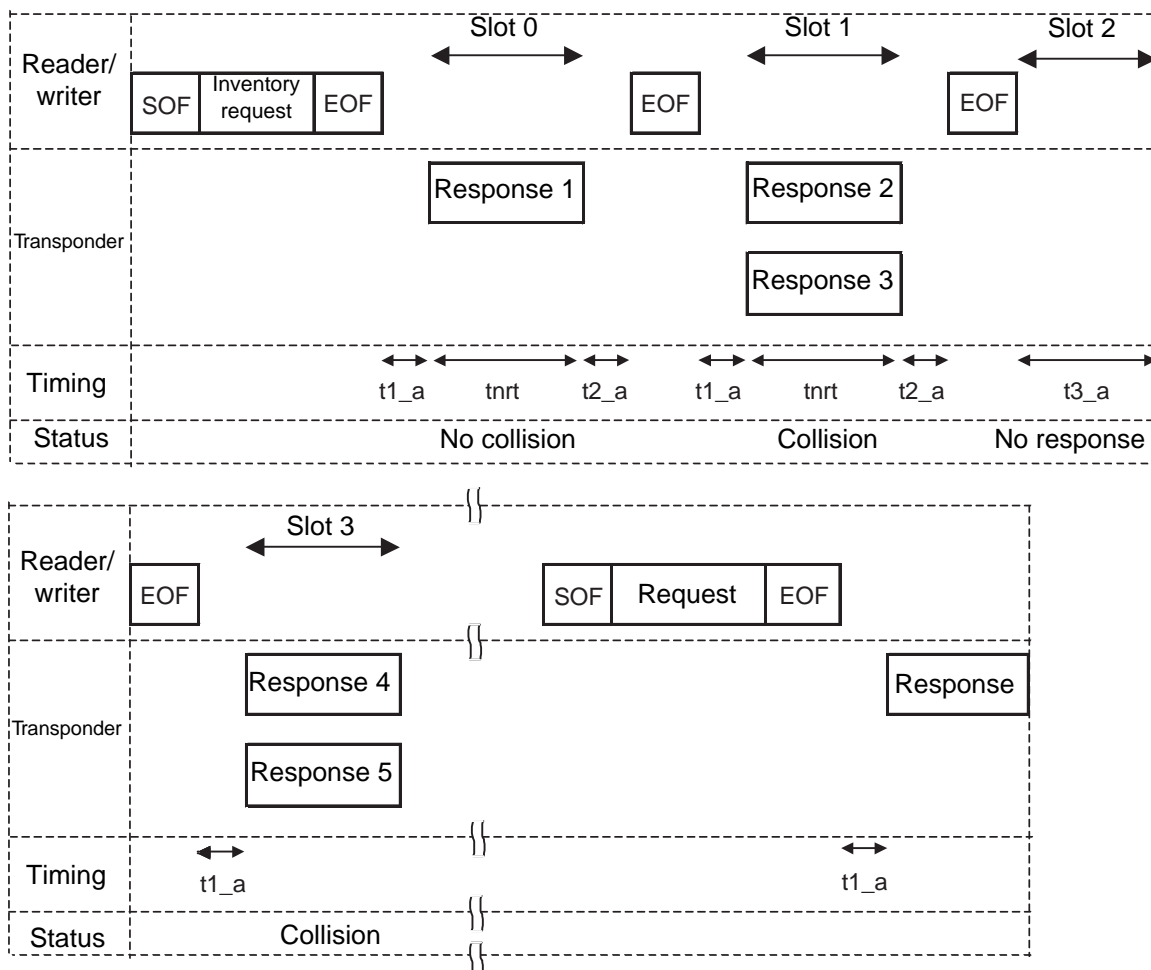 Slot 0
Slot 1
Slot 2
Reader/
writer
SOF
Inventory
request
EOF
EOF
EOF
Transponder
Response 1
Response 2
Response 3
Timing
t1_a
tnrt
t2_a
t1_a
tnrt
t2_a
t3_a
Status
No collision
Collision
No response
Slot 3
Reader/
writer
EOF
SOF
Request
EOF
Transponder
Response 4
Response
Response 5
Timing
t1_a
t1_a
Status
Collision